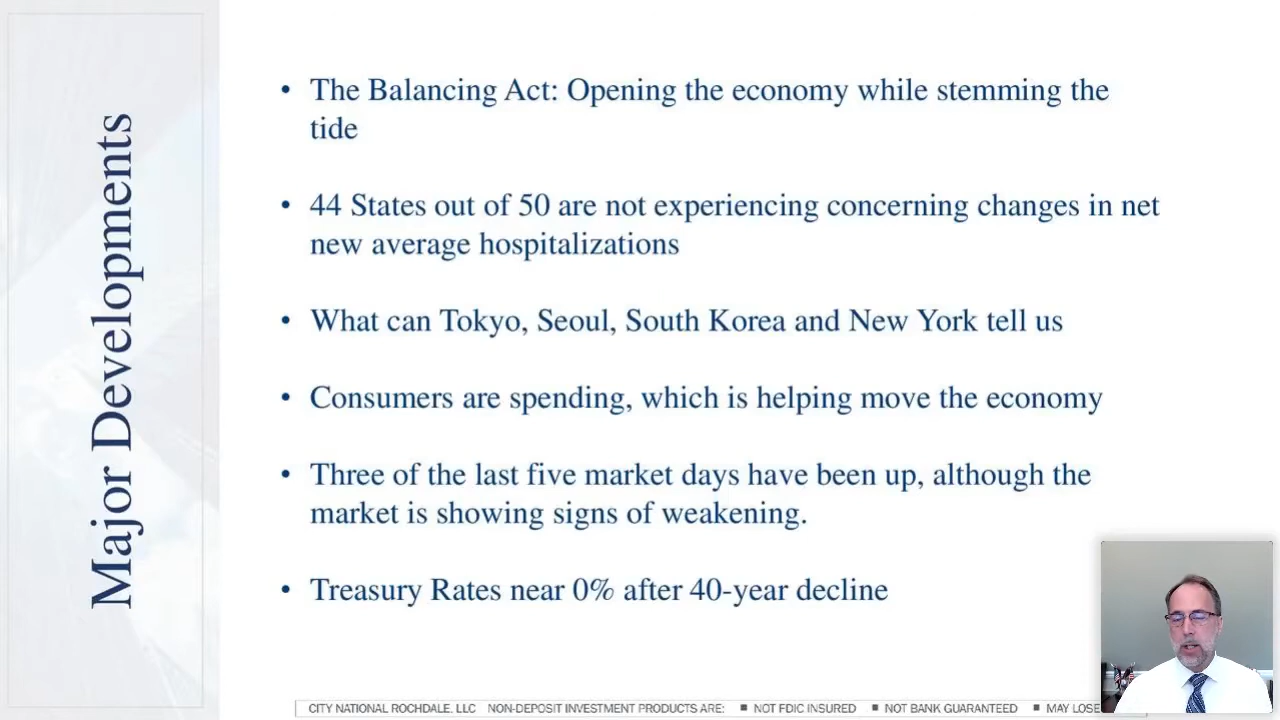 Major Developments
• The Balancing Act: Opening the economy while stemming the
tide
• 44 States out of 50 are not experiencing concerning changes in net
new average hospitalizations
• What can Tokyo, Seoul, South Korea and New York tell us
• Consumers are spending, which is helping move the economy
• Three of the last five market days have been up, although the
market is showing signs of weakening.
• Treasury Rates near 0% after 40-year decline
CITY NATIONAL ROCHDALE, LLC NON-DEPOSIT INVESTMENT PRODUCTS ARE: ■ NOT FDIC INSURED ■ NOT BANK GUARANTEED ■ MAY LOSE